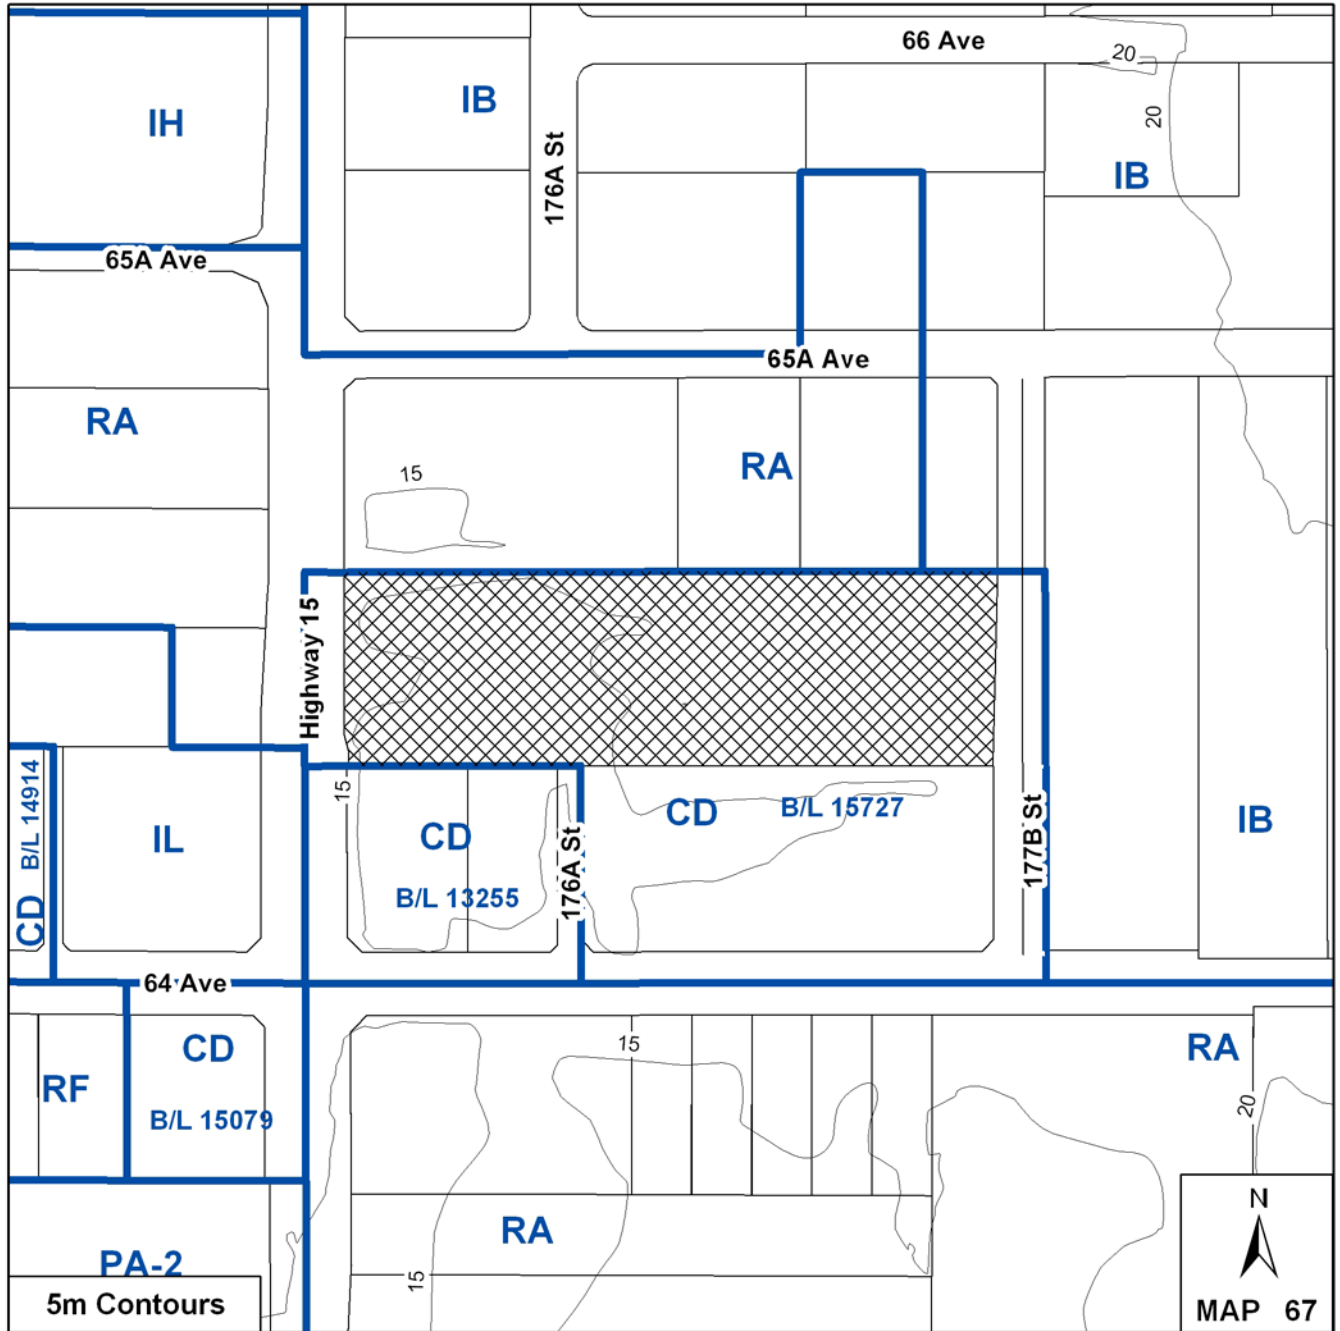 66 Ave
20
IB
IH
20
176A St
IB
65A Ave
65A Ave
RA
RA
15
Highway 15
15
B/L 14914
CD
IL
CD
B/L 13255
176A St
CD
B/L 15727
177B St
IB
64 Ave
CD
15
RA
RF
B/L 15079
20
RA
PA-2
15
N
5m Contours
MAP 67